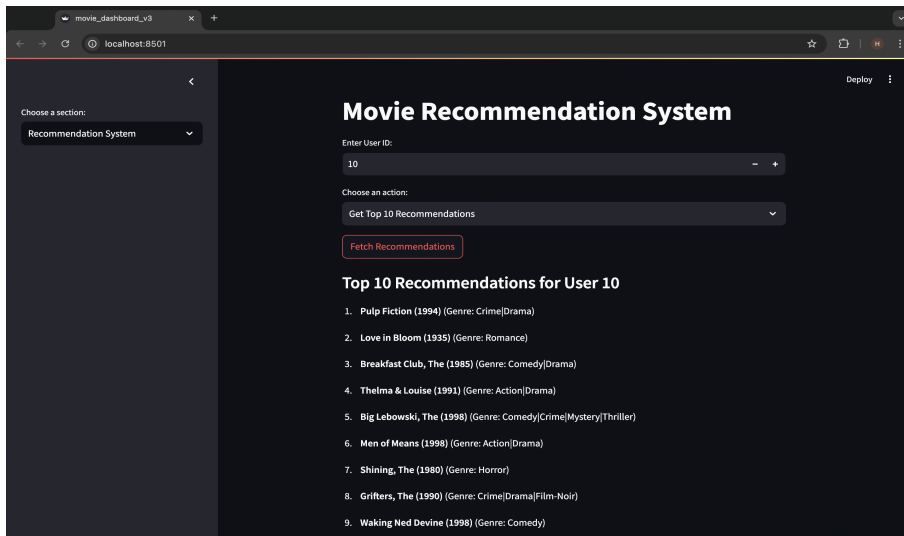 movie_dashboard_v3
localhost:8501
H
Deploy
Choose a section:
Recommendation System
Movie Recommendation System
Enter User ID:
10
Choose an action:
Get Top 10 Recommendations
Fetch Recommendations
Top 10 Recommendations for User 10
1. Pulp Fiction (1994) (Genre: Crime|Drama)
2. Love in Bloom (1935) (Genre: Romance)
3. Breakfast Club, The (1985) (Genre: Comedy|Drama)
4. Thelma & Louise (1991) (Genre: Action|Drama)
5. Big Lebowski, The (1998) (Genre: Comedy|Crime|Mystery|Thriller)
6. Men of Means (1998) (Genre: Action|Drama)
7. Shining, The (1980) (Genre: Horror)
8. Grifters, The (1990) (Genre: Crime|Drama|Film-Noir)
9. Waking Ned Devine (1998) (Genre: Comedy)